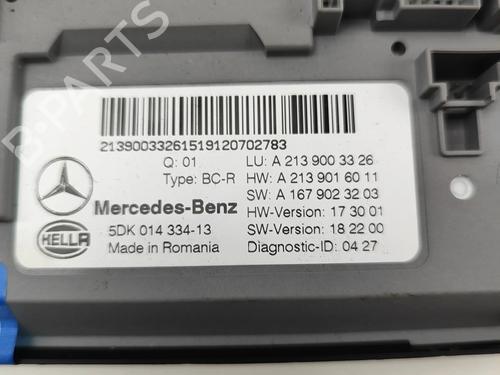 21390033261519120702783
Q: 01 LU: A 213 900 33 26
Type: BC-R HW: A 213 901 60 11
SW: A 167 902 32 03
Mercedes-Benz HW-Version: 17 30 01
HELLA 5DK 014 334-13 SW-Version: 18 22 00
Made in Romania Diagnostic-ID: 04 27
B-PARTS